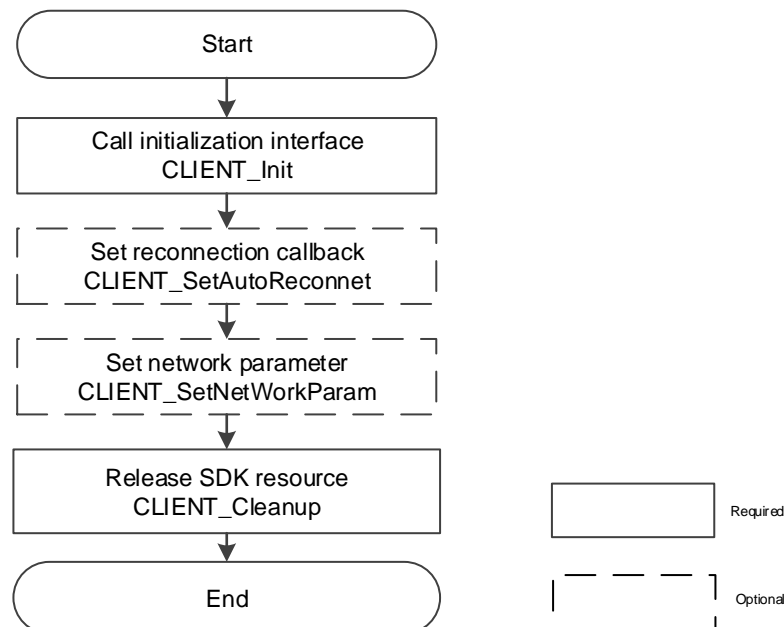 Start
Call initialization interface
CLIENT_Init
Set reconnection callback
CLIENT_SetAutoReconnet
Set network parameter
CLIENT_SetNetWorkParam
Release SDK resource
CLIENT_Cleanup
End
Required
Optional